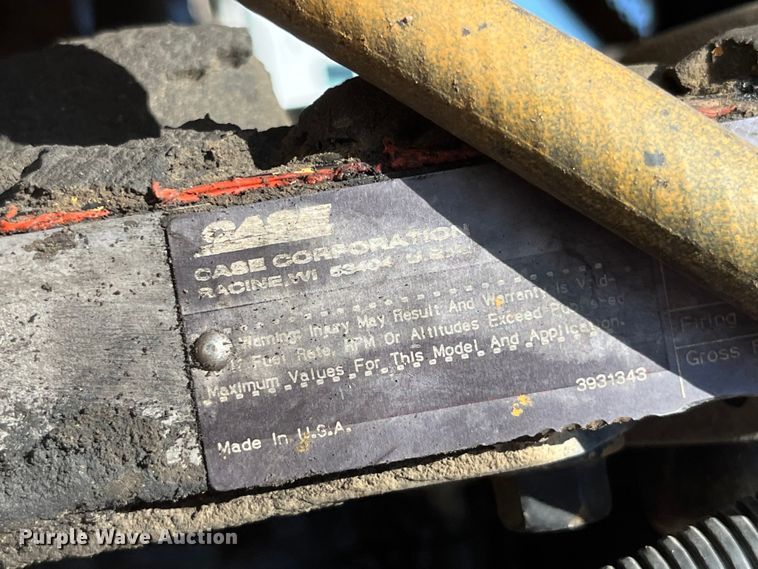 CASE
CASE CORPORATION
RACINE, WI 53404 U.S.A.
Warning: Injury May Result And Warranty Is Void
If Fuel Rate, RPM Or Altitudes Exceed Published
Maximum Values For This Model And Application.
3931343
Made In U.S.A.
Firing
Gross
Purple Wave Auction